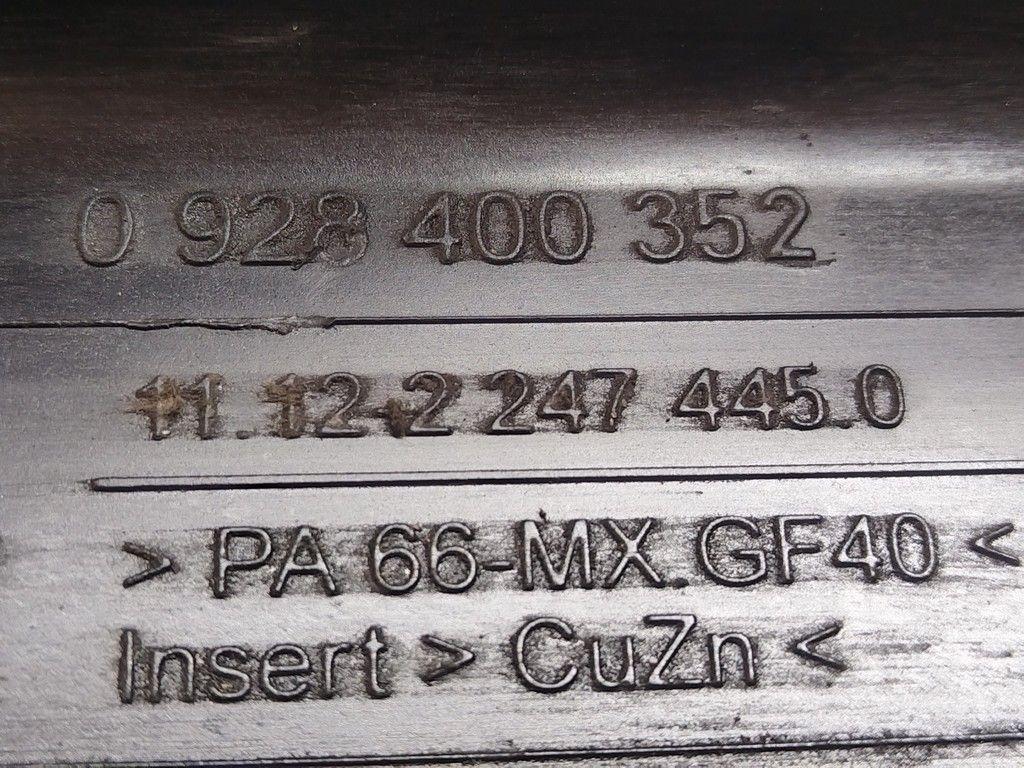 0 928 400 352
11.12-2 247 445.0
> PA 66-MX GF40 <
Insert > CuZn <